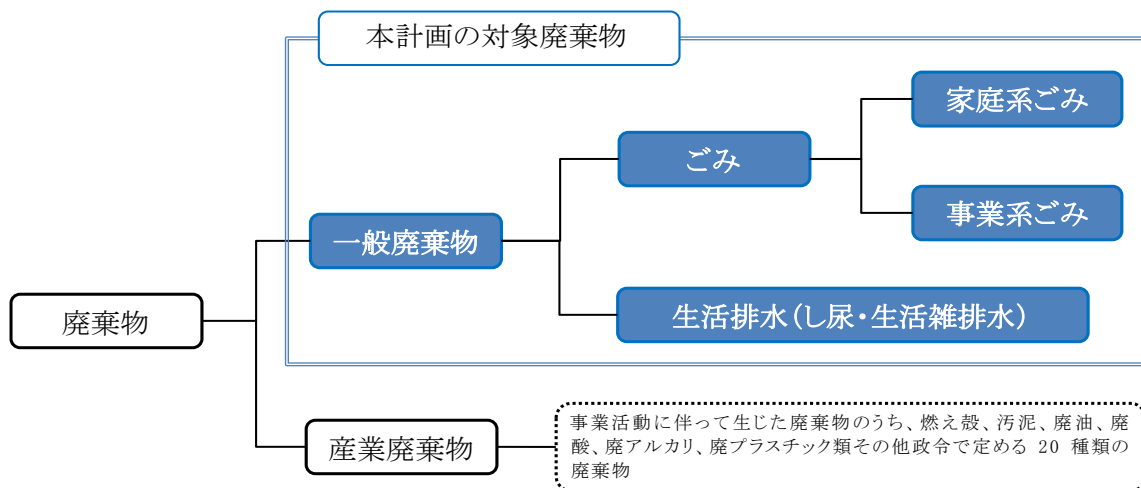 本計画の対象廃棄物
家庭系ごみ
ごみ
事業系ごみ
一般廃棄物
生活排水(し尿・生活雑排水)
廃棄物
産業廃棄物
事業活動に伴って生じた廃棄物のうち、燃え殻、汚泥、廃油、廃
酸、廃アルカリ、廃プラスチック類その他政令で定める 20 種類の
廃棄物